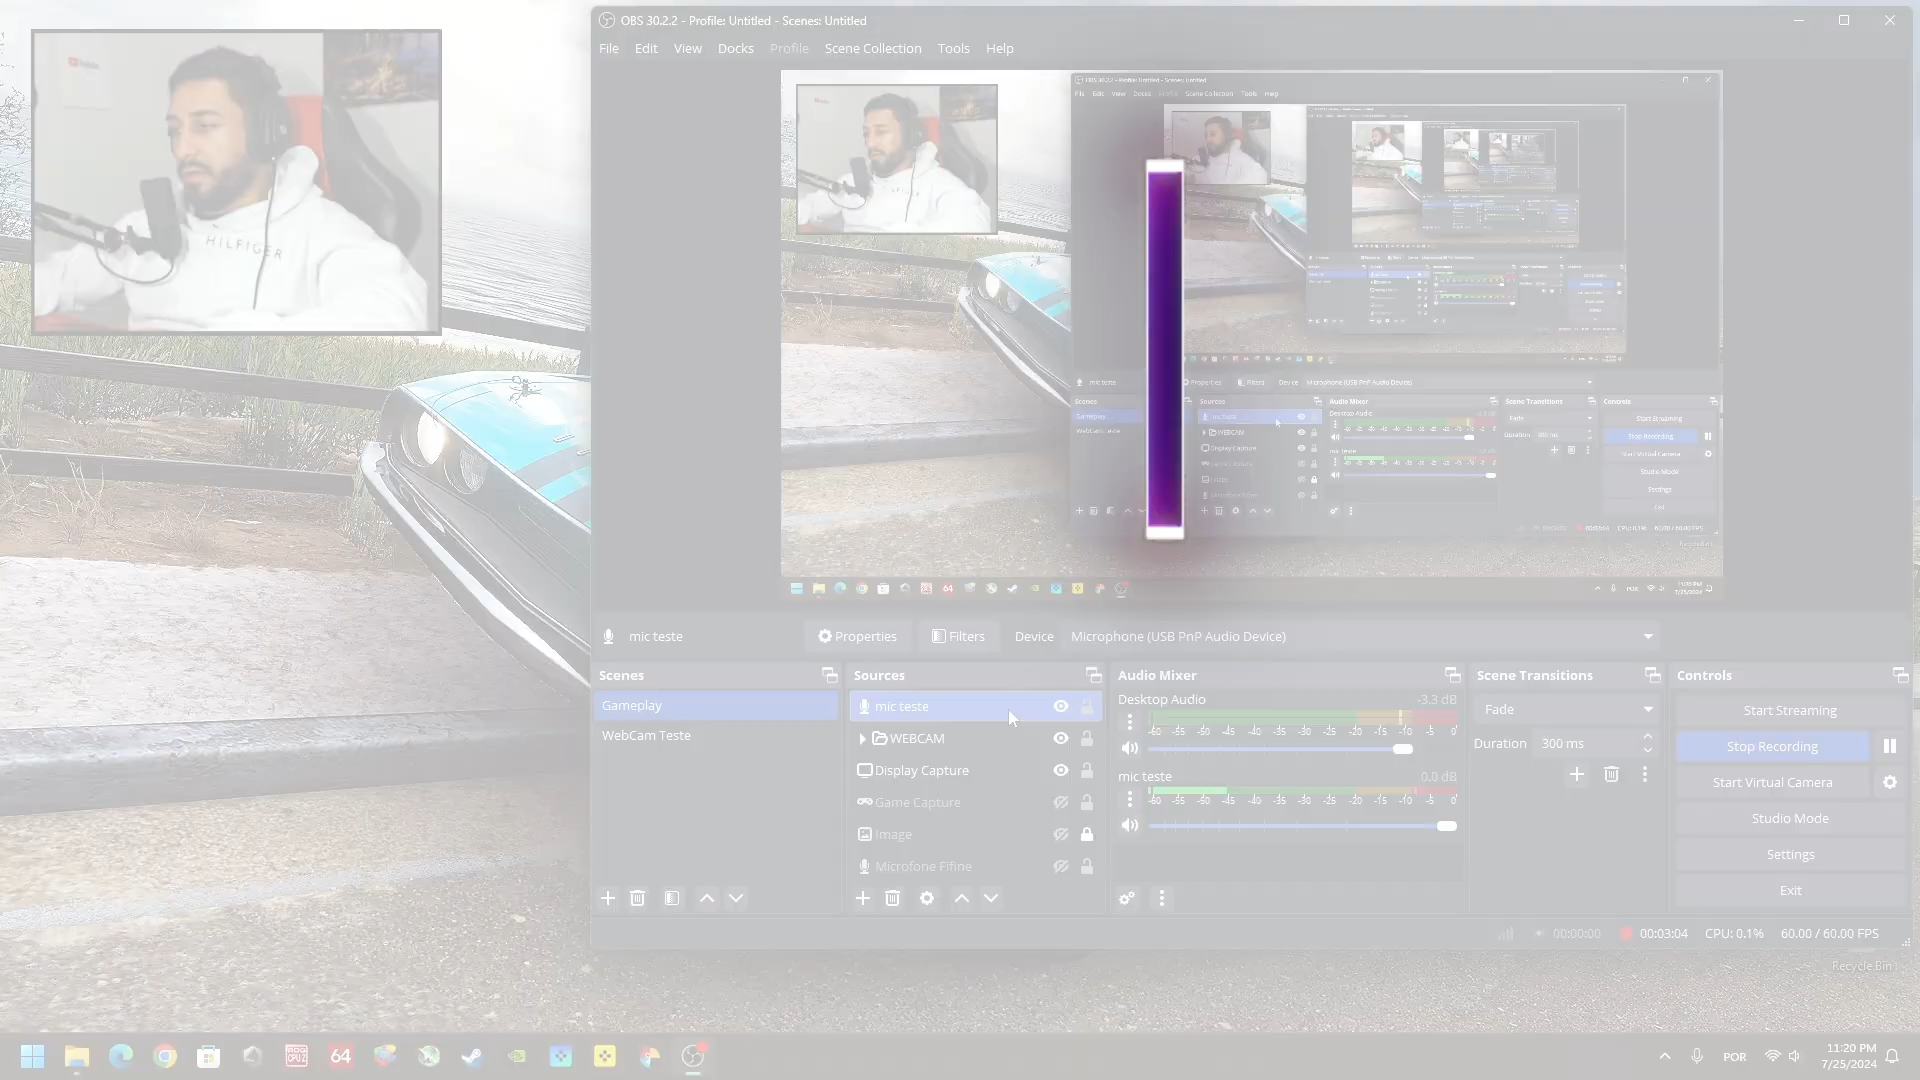 OBS 30.2.2 - Profile: Untitled - Scenes: Untitled
File Edit View Docks Profile Scene Collection Tools Help
HILFIGER
mic teste
Properties
Filters
Device Microphone (USB PnP Audio Device)
Scenes
Gameplay
WebCam Teste
Sources
mic teste
WEBCAM
Display Capture
Game Capture
Image
Microfone Fifine
Audio Mixer
Desktop Audio -3.3 dB
-60 -55 -50 -45 -40 -35 -30 -25 -20 -15 -10 -5 0
mic teste 0.0 dB
-60 -55 -50 -45 -40 -35 -30 -25 -20 -15 -10 -5 0
Scene Transitions
Fade
Duration 300 ms
Controls
Start Streaming
Stop Recording
Start Virtual Camera
Studio Mode
Settings
Exit
00:00:00 00:03:04 CPU: 0.1% 60.00 / 60.00 FPS
Recycle Bin
64
POR
11:20 PM
7/25/2024